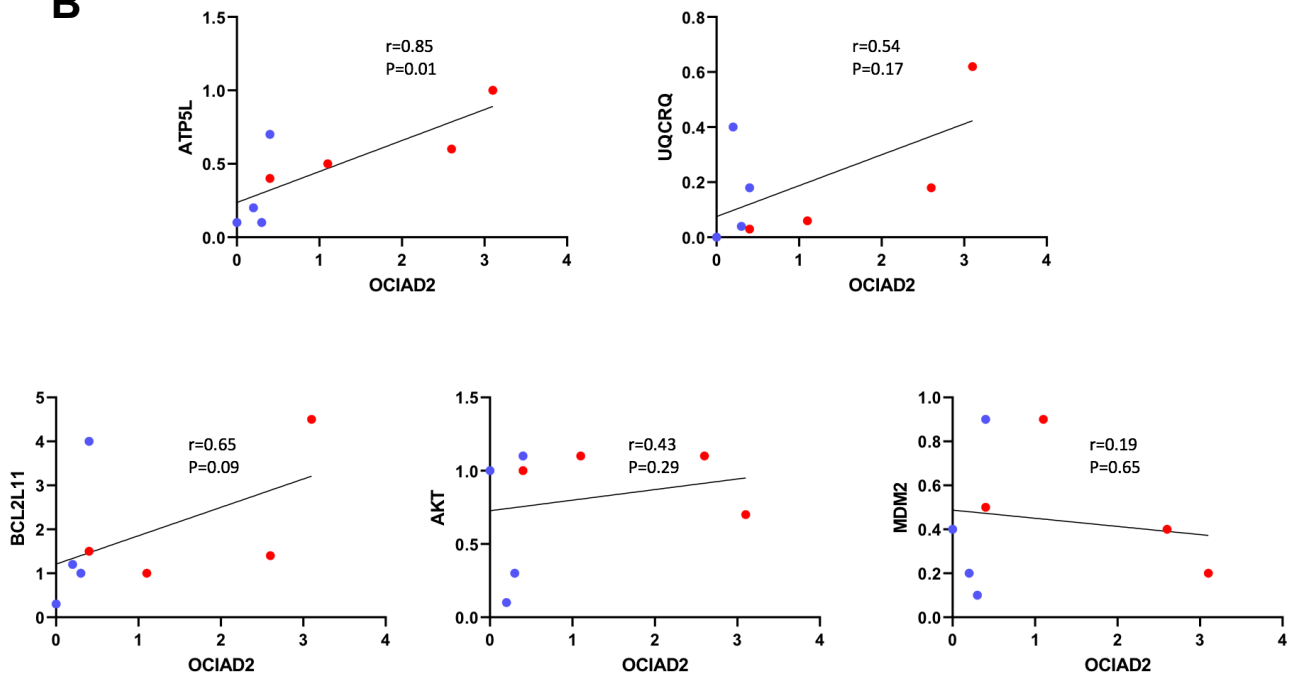 B
1.5
1.0
0.5
0.0
ATP5L
r=0.85
P=0.01
0 1 2 3 4
OCIAD2
0.8
0.6
0.4
0.2
0.0
UQCRQ
r=0.54
P=0.17
0 1 2 3 4
OCIAD2
5
4
3
2
1
0
BCL2L11
r=0.65
P=0.09
0 1 2 3 4
OCIAD2
1.5
1.0
0.5
0.0
AKT
r=0.43
P=0.29
0 1 2 3 4
OCIAD2
1.0
0.8
0.6
0.4
0.2
0.0
MDM2
r=0.19
P=0.65
0 1 2 3 4
OCIAD2